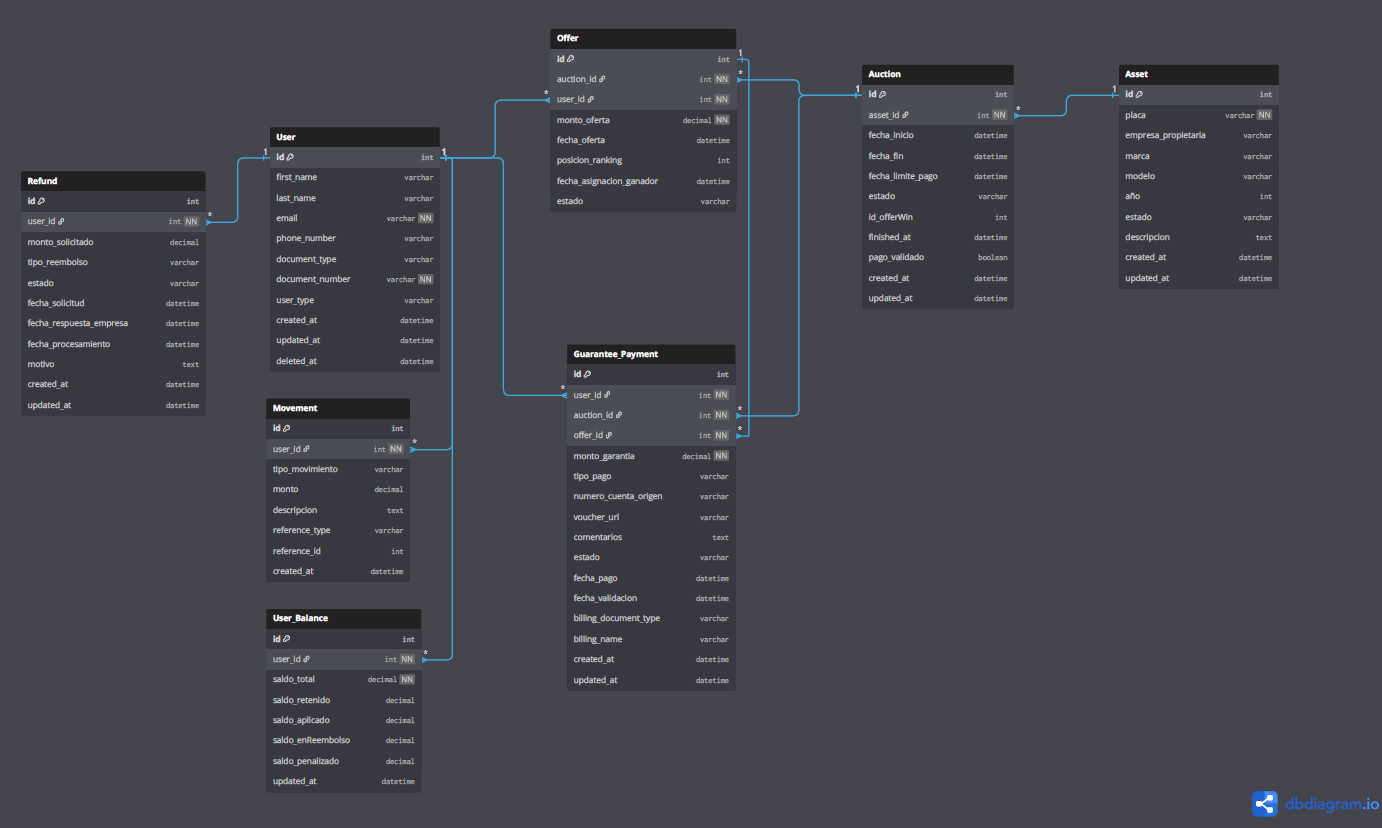 Refund
id int
user_id int NN
monto_solicitado decimal
tipo_reembolso varchar
estado varchar
fecha_solicitud datetime
fecha_respuesta_empresa datetime
fecha_procesamiento datetime
motivo text
created_at datetime
updated_at datetime
*
1
User
id int
first_name varchar
last_name varchar
email varchar NN
phone_number varchar
document_type varchar
document_number varchar NN
user_type varchar
created_at datetime
updated_at datetime
deleted_at datetime
1
Movement
id int
user_id int NN
tipo_movimiento varchar
monto decimal
descripcion text
reference_type varchar
reference_id int
created_at datetime
*
User_Balance
id int
user_id int NN
saldo_total decimal NN
saldo_retenido decimal
saldo_aplicado decimal
saldo_enReembolso decimal
saldo_penalizado decimal
updated_at datetime
*
Offer
id int
auction_id int NN
user_id int NN
monto_oferta decimal NN
fecha_oferta datetime
posicion_ranking int
fecha_asignacion_ganador datetime
estado varchar
*
1
*
Guarantee_Payment
id int
user_id int NN
auction_id int NN
offer_id int NN
monto_garantia decimal NN
tipo_pago varchar
numero_cuenta_origen varchar
voucher_url varchar
comentarios text
estado varchar
fecha_pago datetime
fecha_validacion datetime
billing_document_type varchar
billing_name varchar
created_at datetime
updated_at datetime
*
*
*
1
Auction
id int
asset_id int NN
fecha_inicio datetime
fecha_fin datetime
fecha_limite_pago datetime
estado varchar
id_offerWin int
finished_at datetime
pago_validado boolean
created_at datetime
updated_at datetime
*
1
Asset
id int
placa varchar NN
empresa_propietaria varchar
marca varchar
modelo varchar
año int
estado varchar
descripcion text
created_at datetime
updated_at datetime
dbdiagram.io